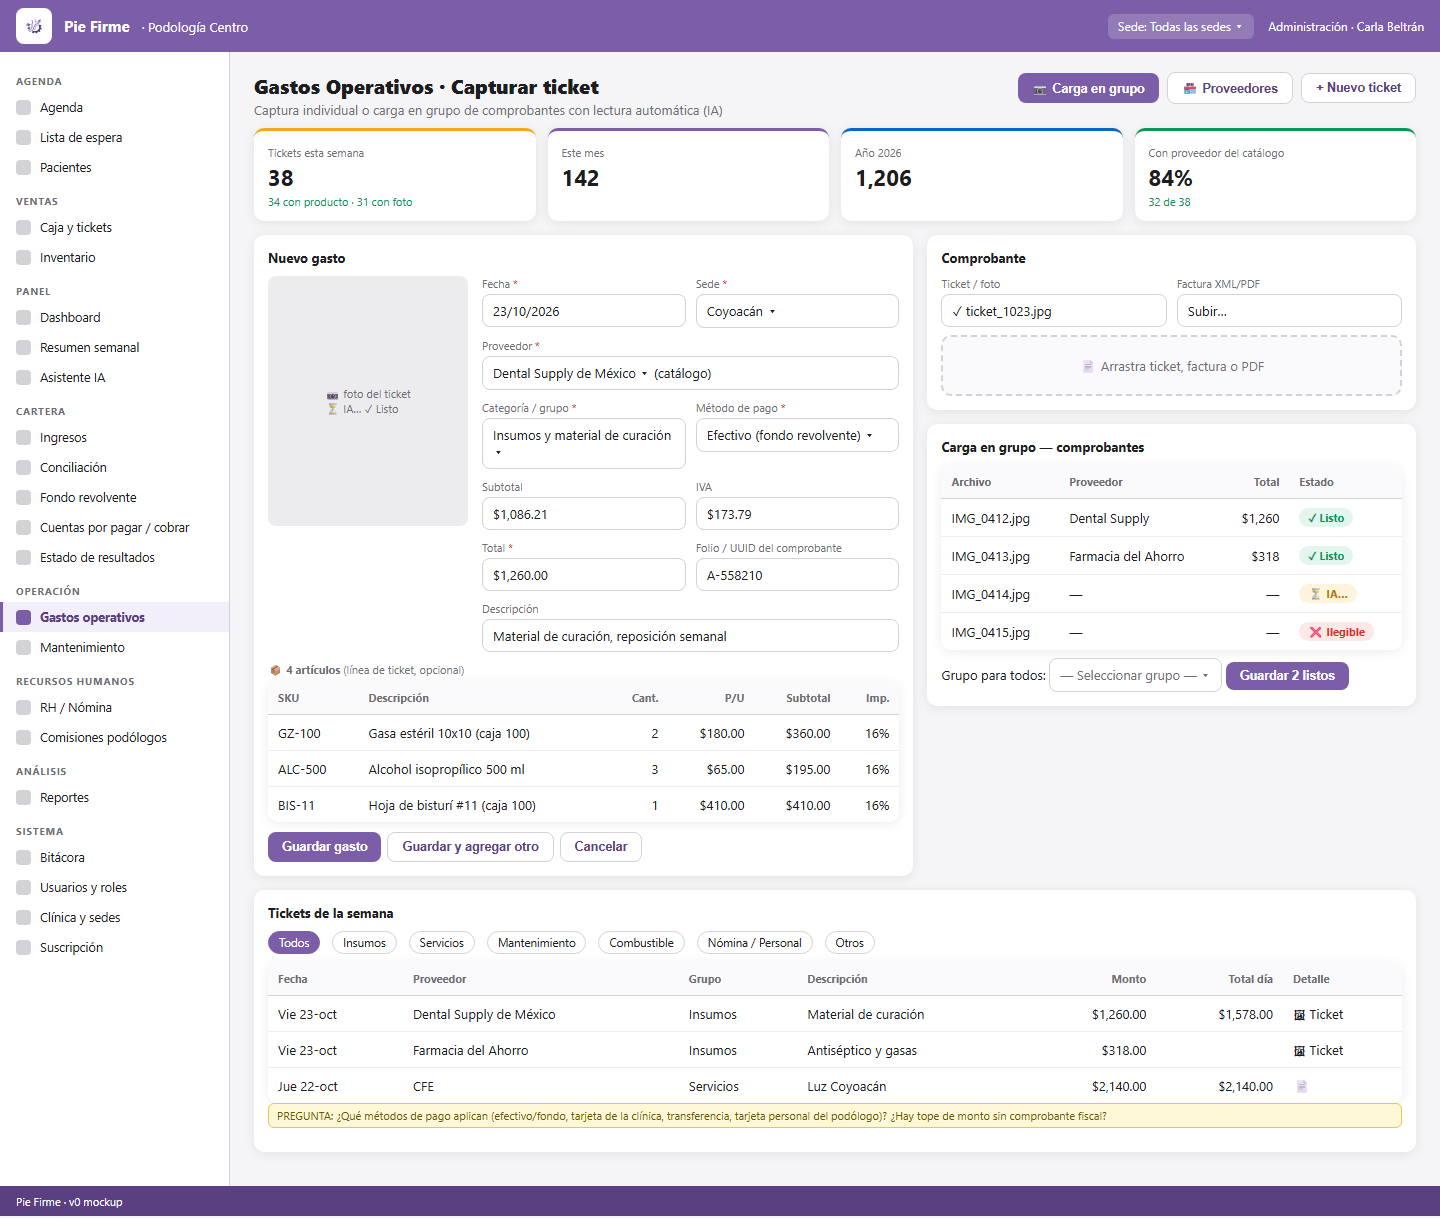 Pie Firme · Podología Centro
Sede: Todas las sedes
Administración · Carla Beltrán
AGENDA
Agenda
Lista de espera
Pacientes
VENTAS
Caja y tickets
Inventario
PANEL
Dashboard
Resumen semanal
Asistente IA
CARTERA
Ingresos
Conciliación
Fondo revolvente
Cuentas por pagar / cobrar
Estado de resultados
OPERACIÓN
Gastos operativos
Mantenimiento
RECURSOS HUMANOS
RH / Nómina
Comisiones podólogos
ANÁLISIS
Reportes
SISTEMA
Bitácora
Usuarios y roles
Clínica y sedes
Suscripción
Gastos Operativos · Capturar ticket
Captura individual o carga en grupo de comprobantes con lectura automática (IA)
Carga en grupo
Proveedores
+ Nuevo ticket
Tickets esta semana
38
34 con producto · 31 con foto
Este mes
142
Año 2026
1,206
Con proveedor del catálogo
84%
32 de 38
Nuevo gasto
foto del ticket
⏳ IA... ✓ Listo
Fecha *
23/10/2026
Sede *
Coyoacán
Proveedor *
Dental Supply de México ▾ (catálogo)
Categoría / grupo *
Insumos y material de curación
Método de pago *
Efectivo (fondo revolvente)
Subtotal
$1,086.21
IVA
$173.79
Total *
$1,260.00
Folio / UUID del comprobante
A-558210
Descripción
Material de curación, reposición semanal
4 artículos (línea de ticket, opcional)
SKU Descripción Cant. P/U Subtotal Imp.
GZ-100 Gasa estéril 10x10 (caja 100) 2 $180.00 $360.00 16%
ALC-500 Alcohol isopropílico 500 ml 3 $65.00 $195.00 16%
BIS-11 Hoja de bisturí #11 (caja 100) 1 $410.00 $410.00 16%
Guardar gasto
Guardar y agregar otro
Cancelar
Comprobante
Ticket / foto
✓ ticket_1023.jpg
Factura XML/PDF
Subir...
Arrastra ticket, factura o PDF
Carga en grupo — comprobantes
Archivo Proveedor Total Estado
IMG_0412.jpg Dental Supply $1,260 ✓ Listo
IMG_0413.jpg Farmacia del Ahorro $318 ✓ Listo
IMG_0414.jpg — — ⏳ IA...
IMG_0415.jpg — — ❌ Ilegible
Grupo para todos: — Seleccionar grupo — Guardar 2 listos
Tickets de la semana
Todos
Insumos
Servicios
Mantenimiento
Combustible
Nómina / Personal
Otros
Fecha Proveedor Grupo Descripción Monto Total día Detalle
Vie 23-oct Dental Supply de México Insumos Material de curación $1,260.00 $1,578.00 Ticket
Vie 23-oct Farmacia del Ahorro Insumos Antiséptico y gasas $318.00 Ticket
Jue 22-oct CFE Servicios Luz Coyoacán $2,140.00 $2,140.00
PREGUNTA: ¿Qué métodos de pago aplican (efectivo/fondo, tarjeta de la clínica, transferencia, tarjeta personal del podólogo)? ¿Hay tope de monto sin comprobante fiscal?
Pie Firme · v0 mockup